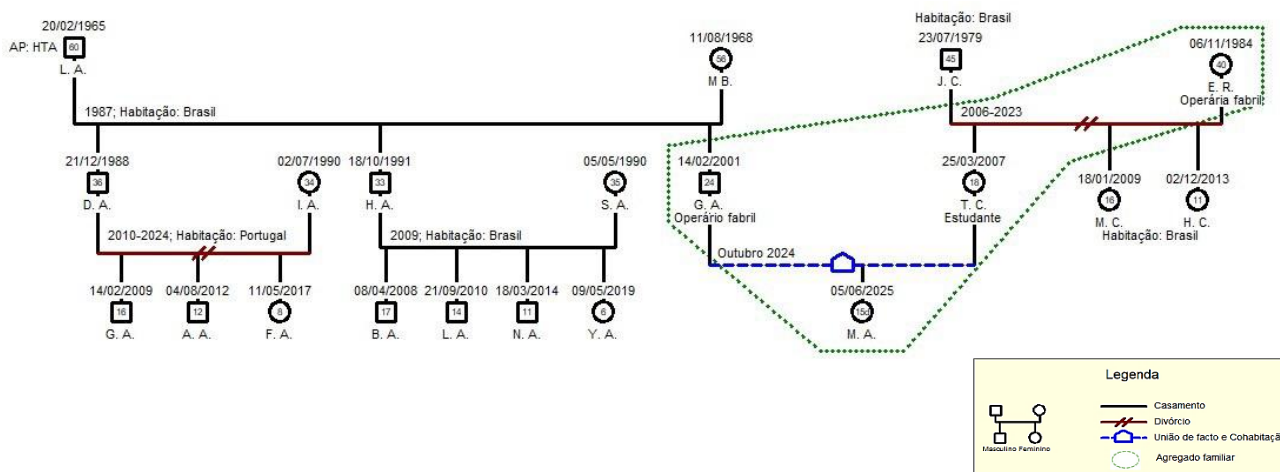 20/02/1965
AP: HTA
60
L. A.
11/08/1968
56
M B.
Habitação: Brasil
23/07/1979
45
J. C.
06/11/1984
40
E. R.
Operária fabril
1987; Habitação: Brasil
2006-2023
21/12/1988
36
D. A.
02/07/1990
34
I. A.
18/10/1991
33
H. A.
05/05/1990
35
S. A.
14/02/2001
24
G. A.
Operário fabril
25/03/2007
18
T. C.
Estudante
18/01/2009
16
M. C.
02/12/2013
11
H. C.
Habitação: Brasil
2010-2024; Habitação: Portugal
2009; Habitação: Brasil
Outubro 2024
14/02/2009
16
G. A.
04/08/2012
12
A. A.
11/05/2017
8
F. A.
08/04/2008
17
B. A.
21/09/2010
14
L. A.
18/03/2014
11
N. A.
09/05/2019
6
Y. A.
05/06/2025
15d
M. A.
Legenda
Masculino Feminino
Casamento
Divórcio
União de facto e Cohabitaçã
Agregado familiar